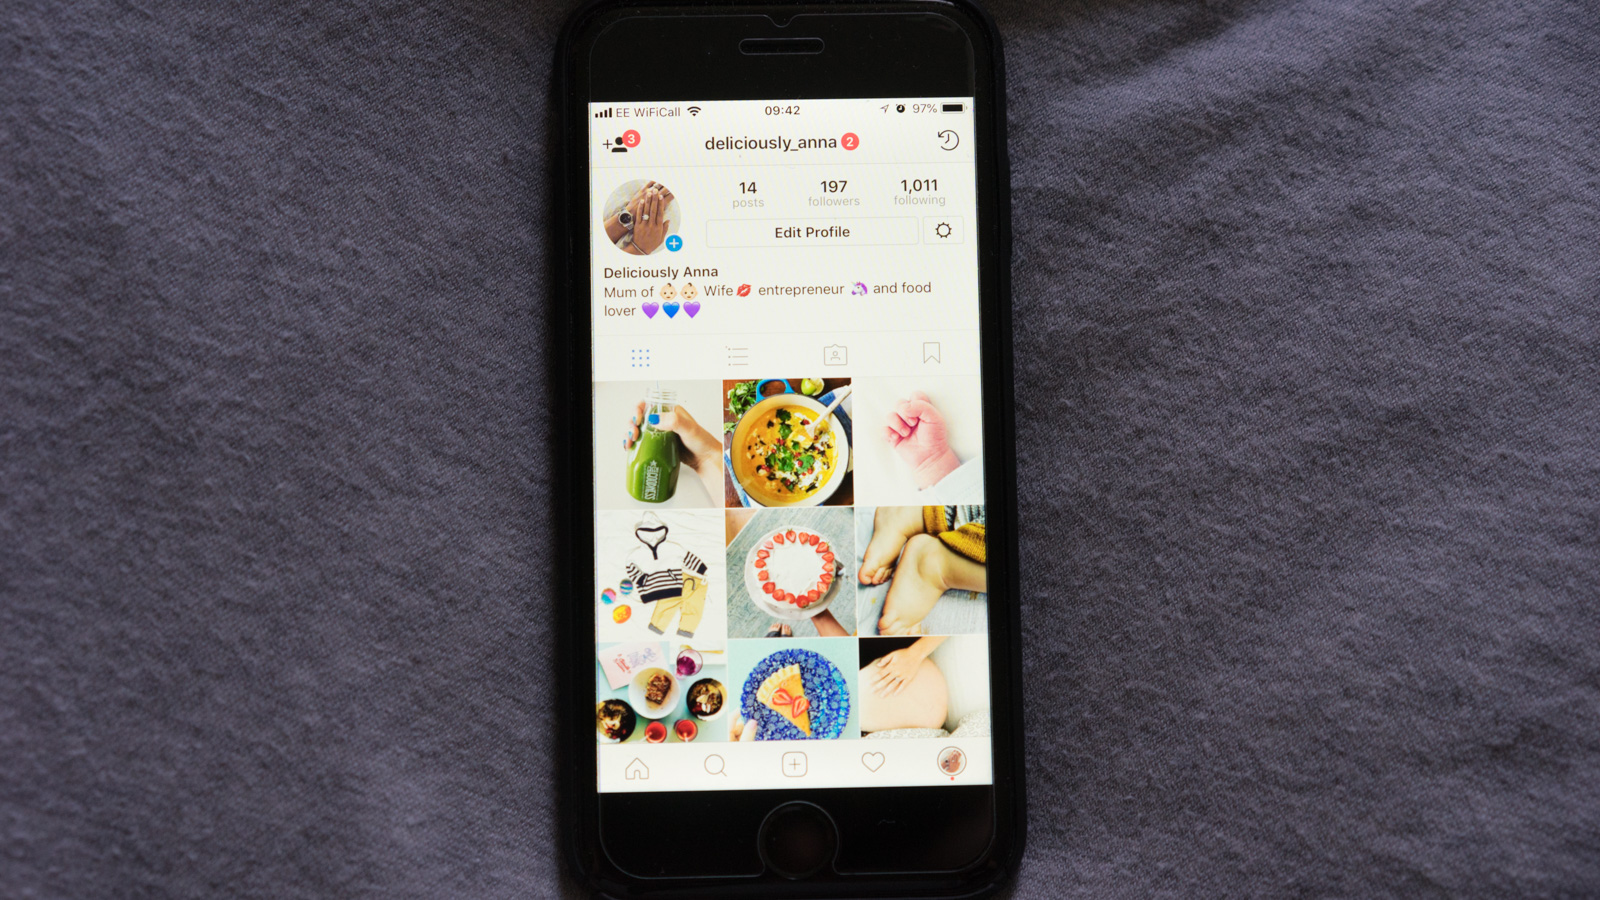 EE WiFiCall 09:42 97%
3
deliciously_anna 2
14 197 1,011
posts followers following
Edit Profile
Deliciously Anna
Mum of 👶🏻👶🏻 Wife💋 entrepreneur 🦄 and food
lover 💜💙💜